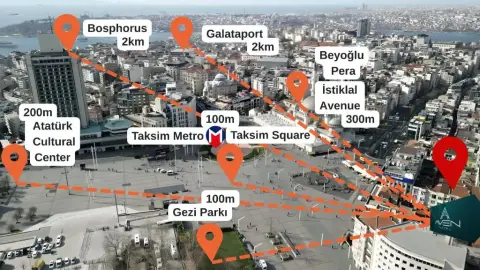 Bosphorus
2km
Galataport
2km
Beyoğlu
Pera
İstiklal
Avenue
300m
200m
Atatürk
Cultural
Center
100m
Taksim Metro
M
Taksim Square
100m
Gezi Parkı